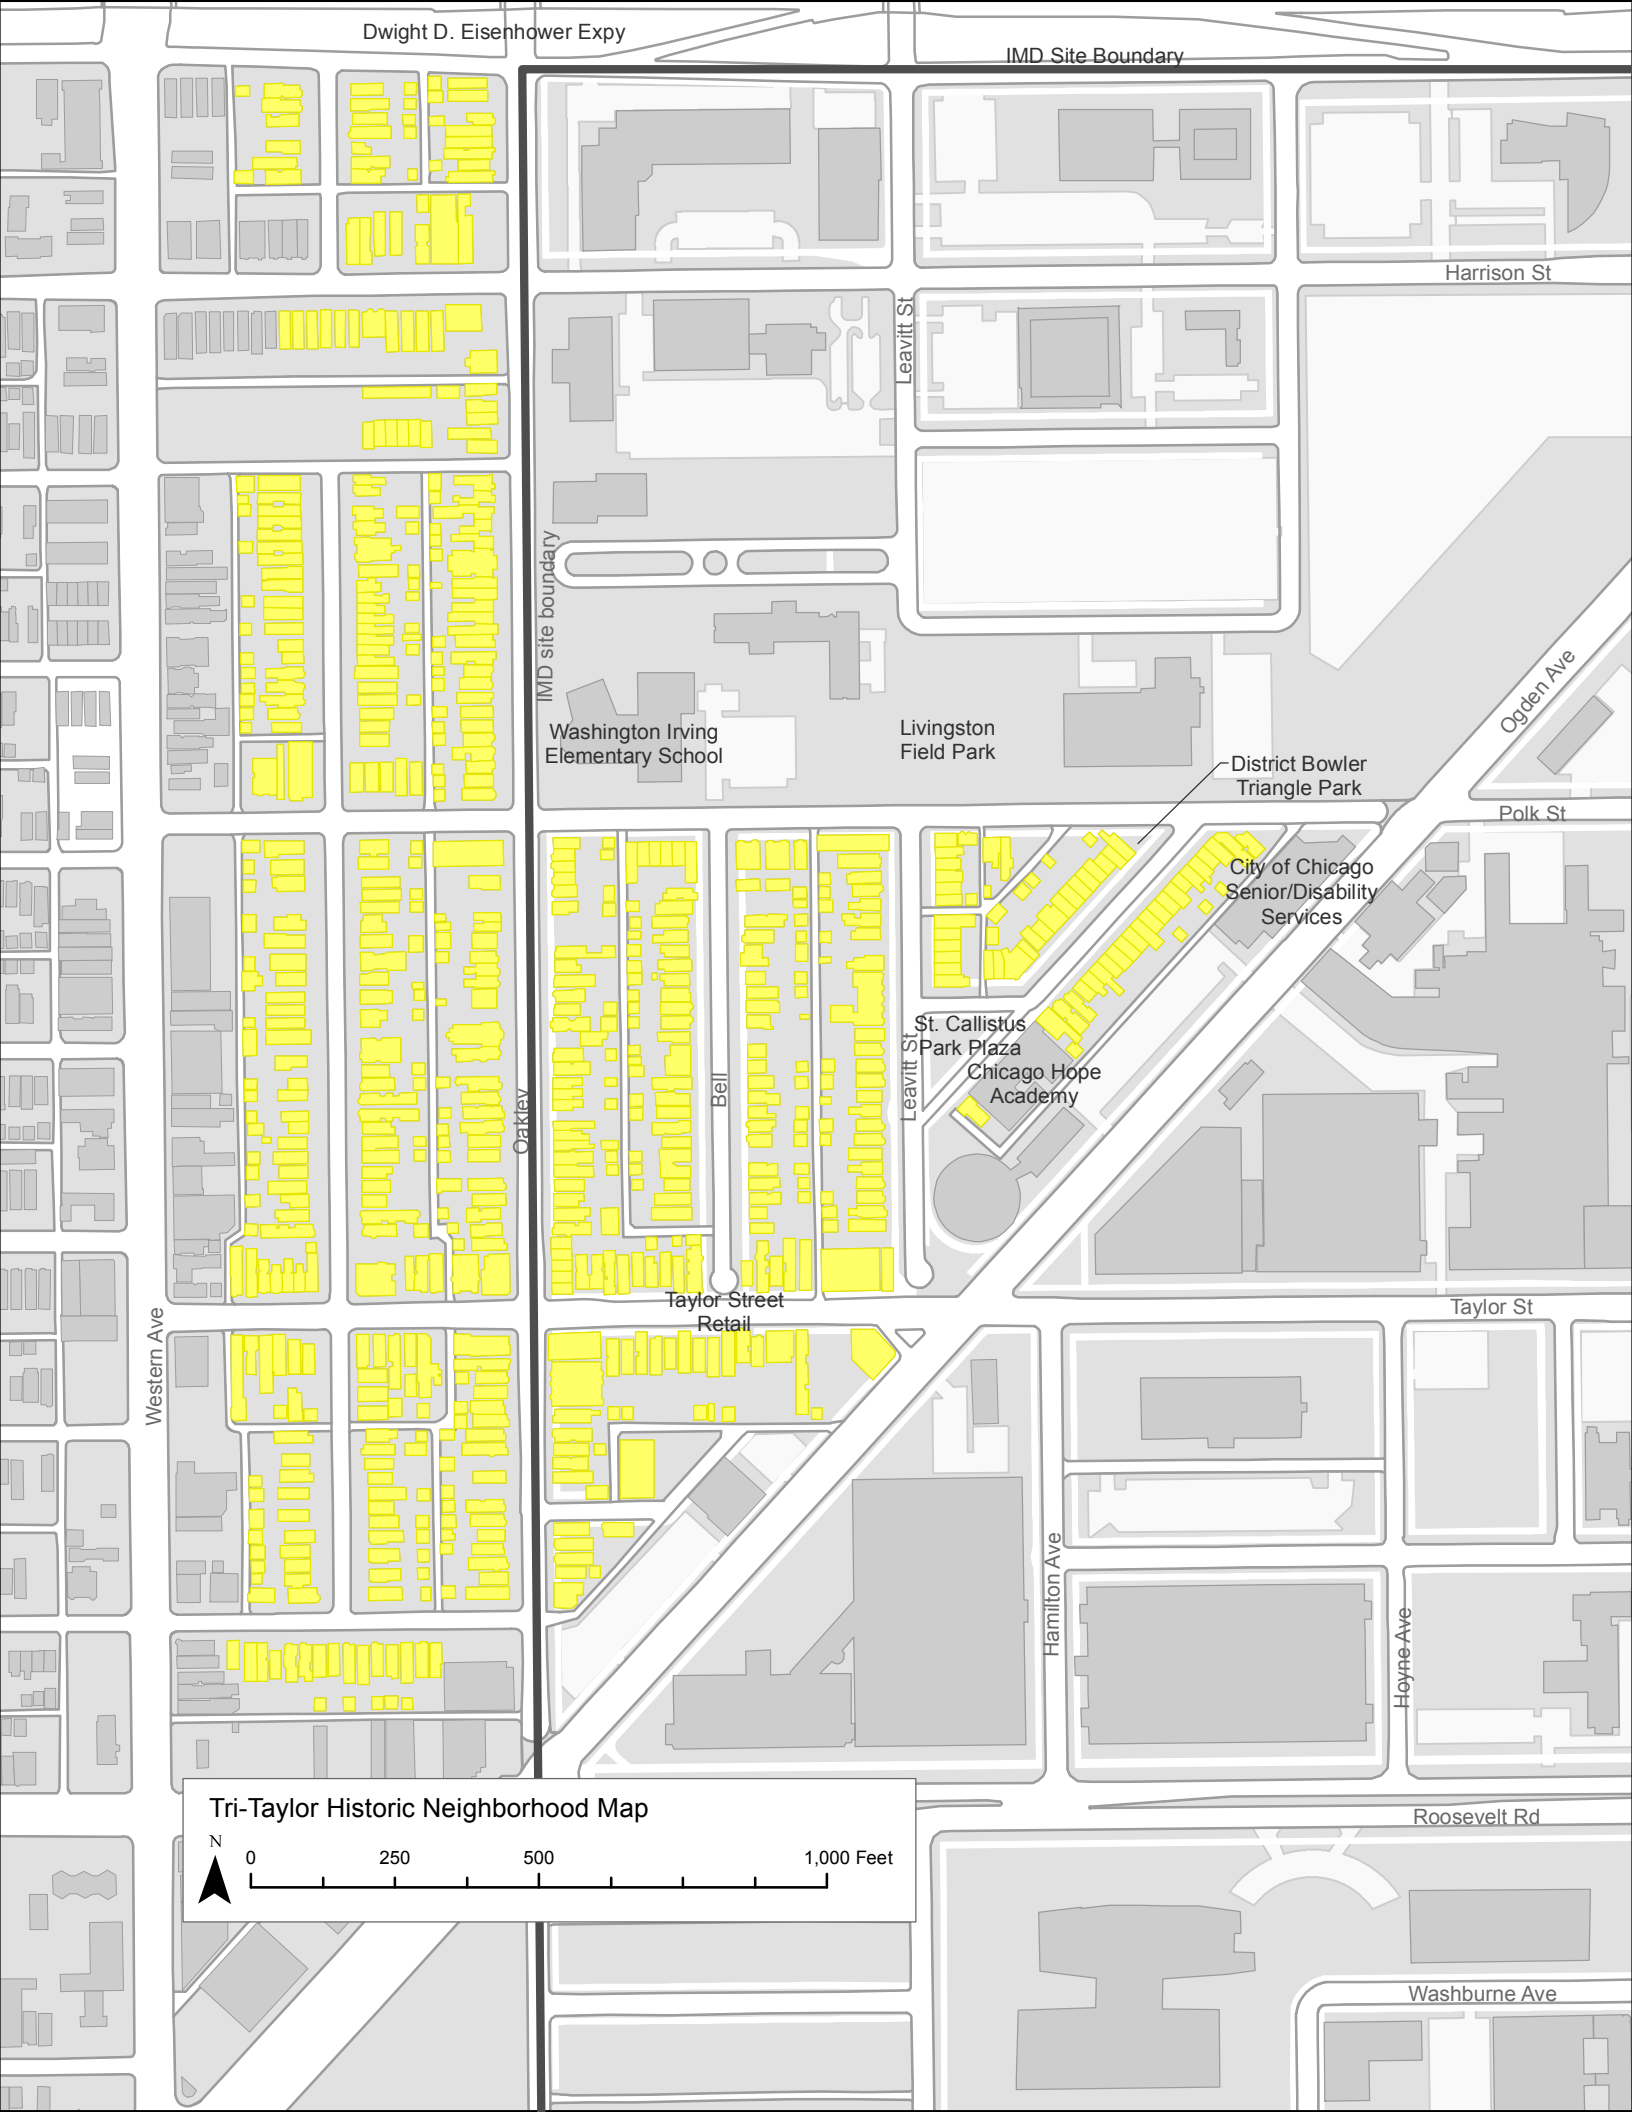 Dwight D. Eisenhower Expy
IMD Site Boundary
Harrison St
Leavitt St
IMD site boundary
Ogden Ave
Washington Irving
Elementary School
Livingston
Field Park
District Bowler
Triangle Park
Polk St
City of Chicago
Senior/Disability
Services
St. Callistus
Park Plaza
Leavitt St
Chicago Hope
Academy
Bell
Oakley
Taylor Street
Retail
Taylor St
Western Ave
Hamilton Ave
Hoyne Ave
Tri-Taylor Historic Neighborhood Map
N
0 250 500 1,000 Feet
Roosevelt Rd
Washburne Ave